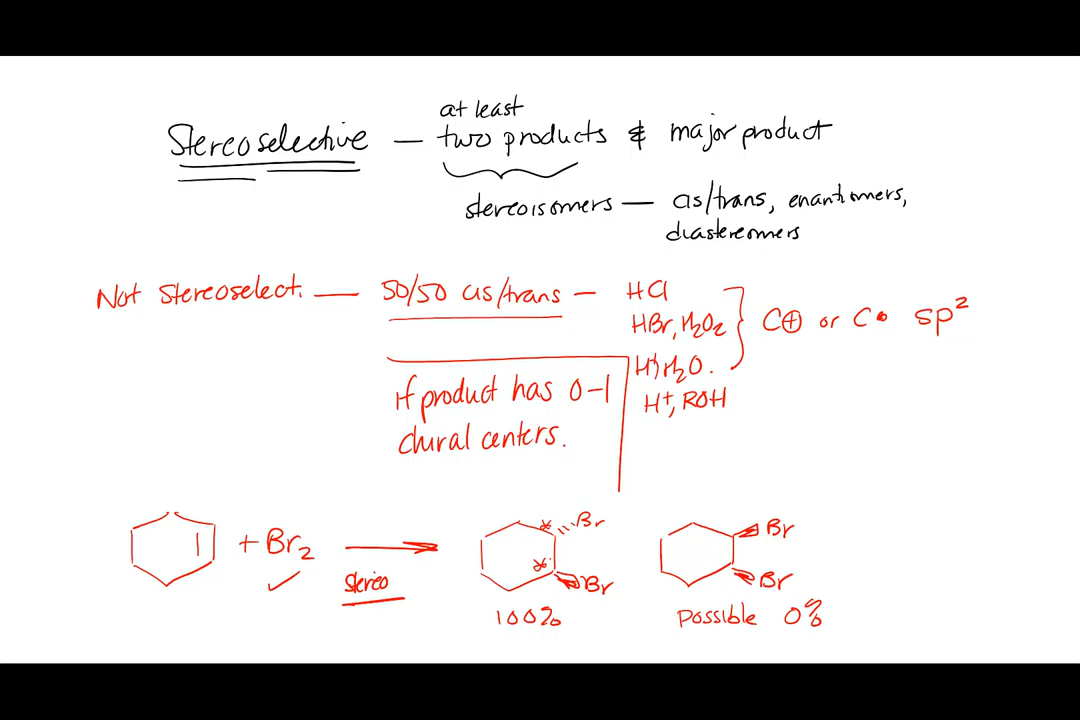 at least
Stereoselective — two products & major product
stereoisomers — cis/trans, enantiomers,
diastereomers
Not stereoselect. — 50/50 cis/trans — HCl
HBr, H2O2 } C⊕ or C• sp²
H⁺, H2O.
H⁺, ROH
if product has 0-1
chiral centers.
+ Br2
stereo
Br
Br
100%
Br
Br
possible 0%